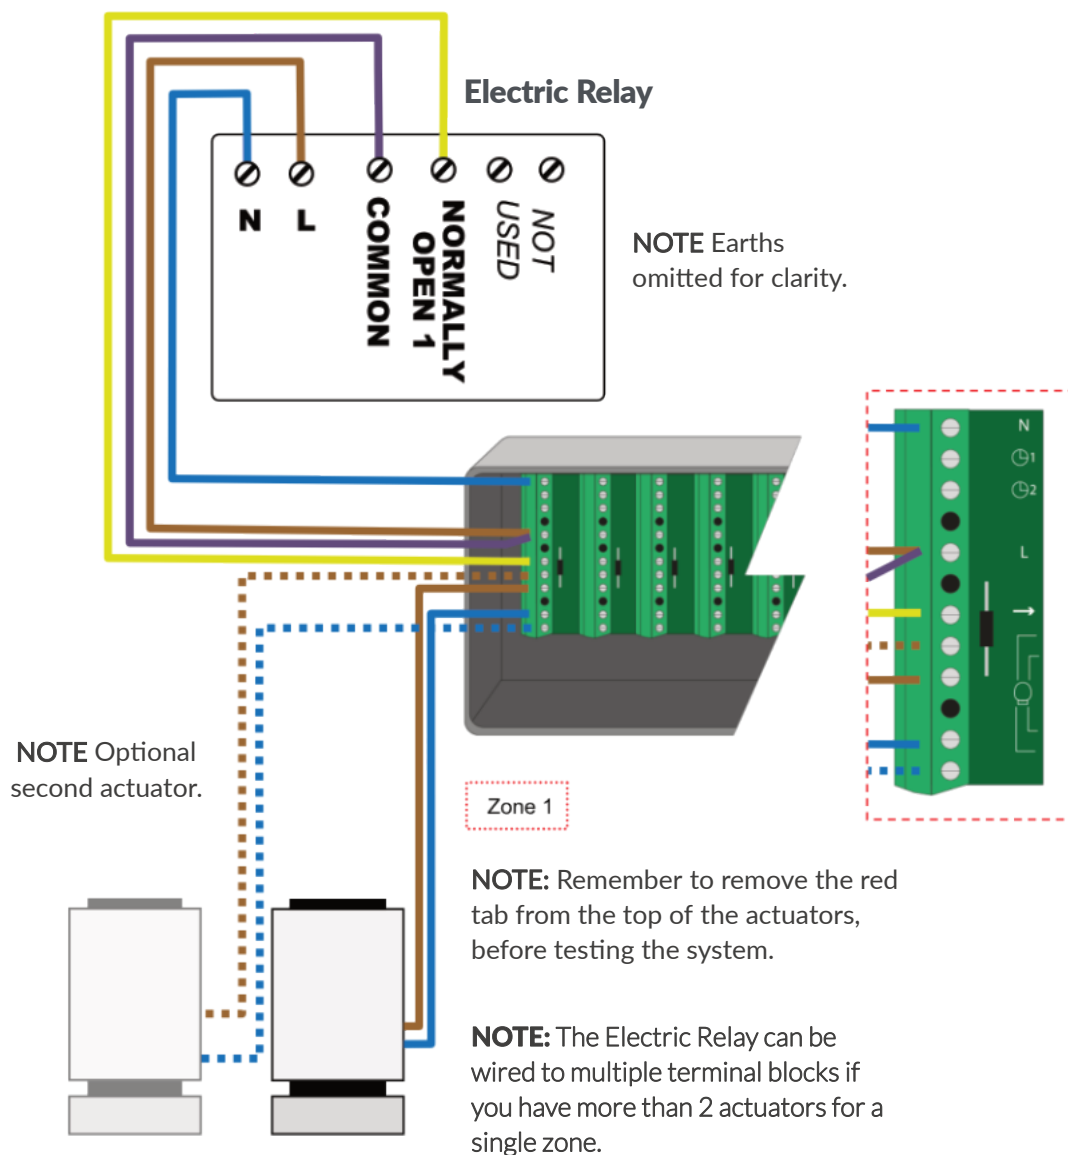 Electric Relay
N
L
COMMON
NORMALLY
OPEN 1
NOT
USED
NOTE Earths
omitted for clarity.
N
1
2
L
→
NOTE Optional
second actuator.
Zone 1
NOTE: Remember to remove the red
tab from the top of the actuators,
before testing the system.
NOTE: The Electric Relay can be
wired to multiple terminal blocks if
you have more than 2 actuators for a
single zone.